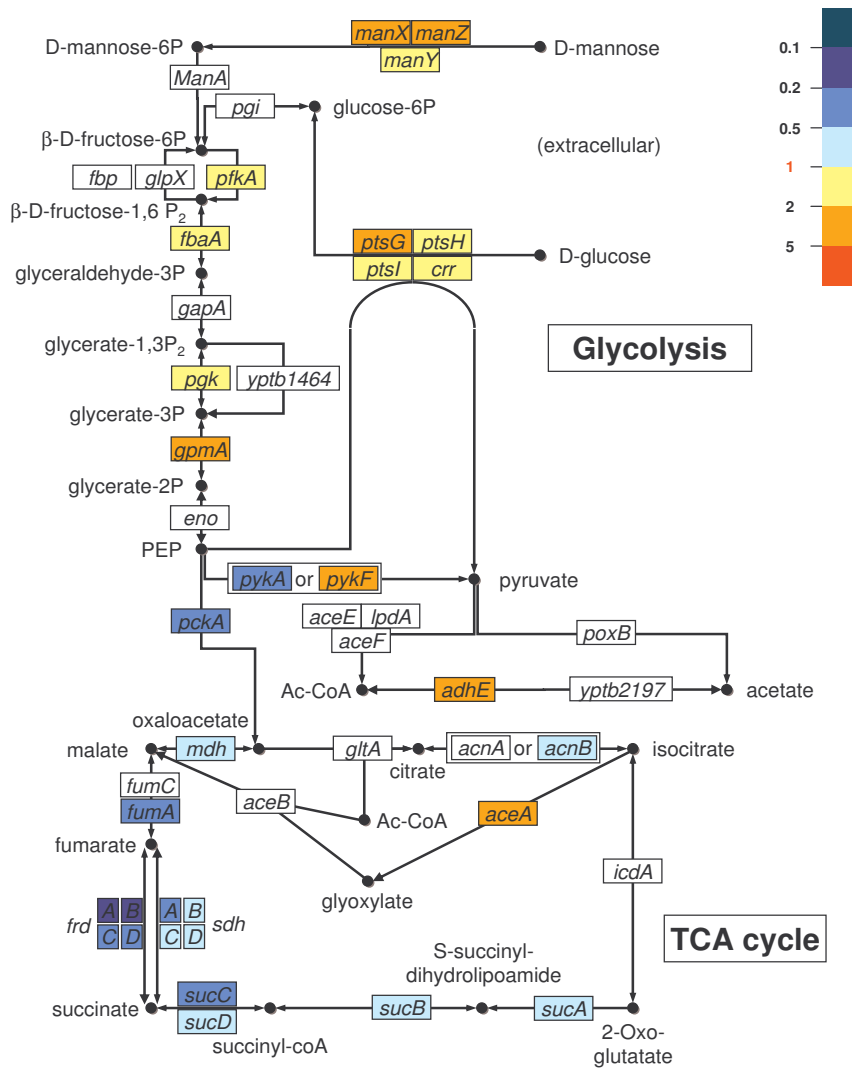 manX manZ
D-mannose-6P D-mannose 0.1
manY
ManA 0.2
pgi glucose-6P
0.5
β-D-fructose-6P (extracellular)
1
fbp glpX pfkA
2
β-D-fructose-1,6 P2
fbaA ptsG ptsH 5
D-glucose
glyceraldehyde-3P ptsI crr
gapA
glycerate-1,3P2 Glycolysis
pgk yptb1464
glycerate-3P
gpmA
glycerate-2P
eno
PEP
pykA or pykF pyruvate
aceE lpdA
pckA
aceF poxB
Ac-CoA adhE yptb2197 acetate
oxaloacetate
malate mdh gltA acnA or acnB isocitrate
citrate
fumC
aceB
fumA Ac-CoA aceA
fumarate
icdA
glyoxylate
A B A B
frd sdh
C D C D
TCA cycle
S-succinyl-
dihydrolipoamide
sucC
succinate sucB sucA
sucD
succinyl-coA 2-Oxo-
glutatate